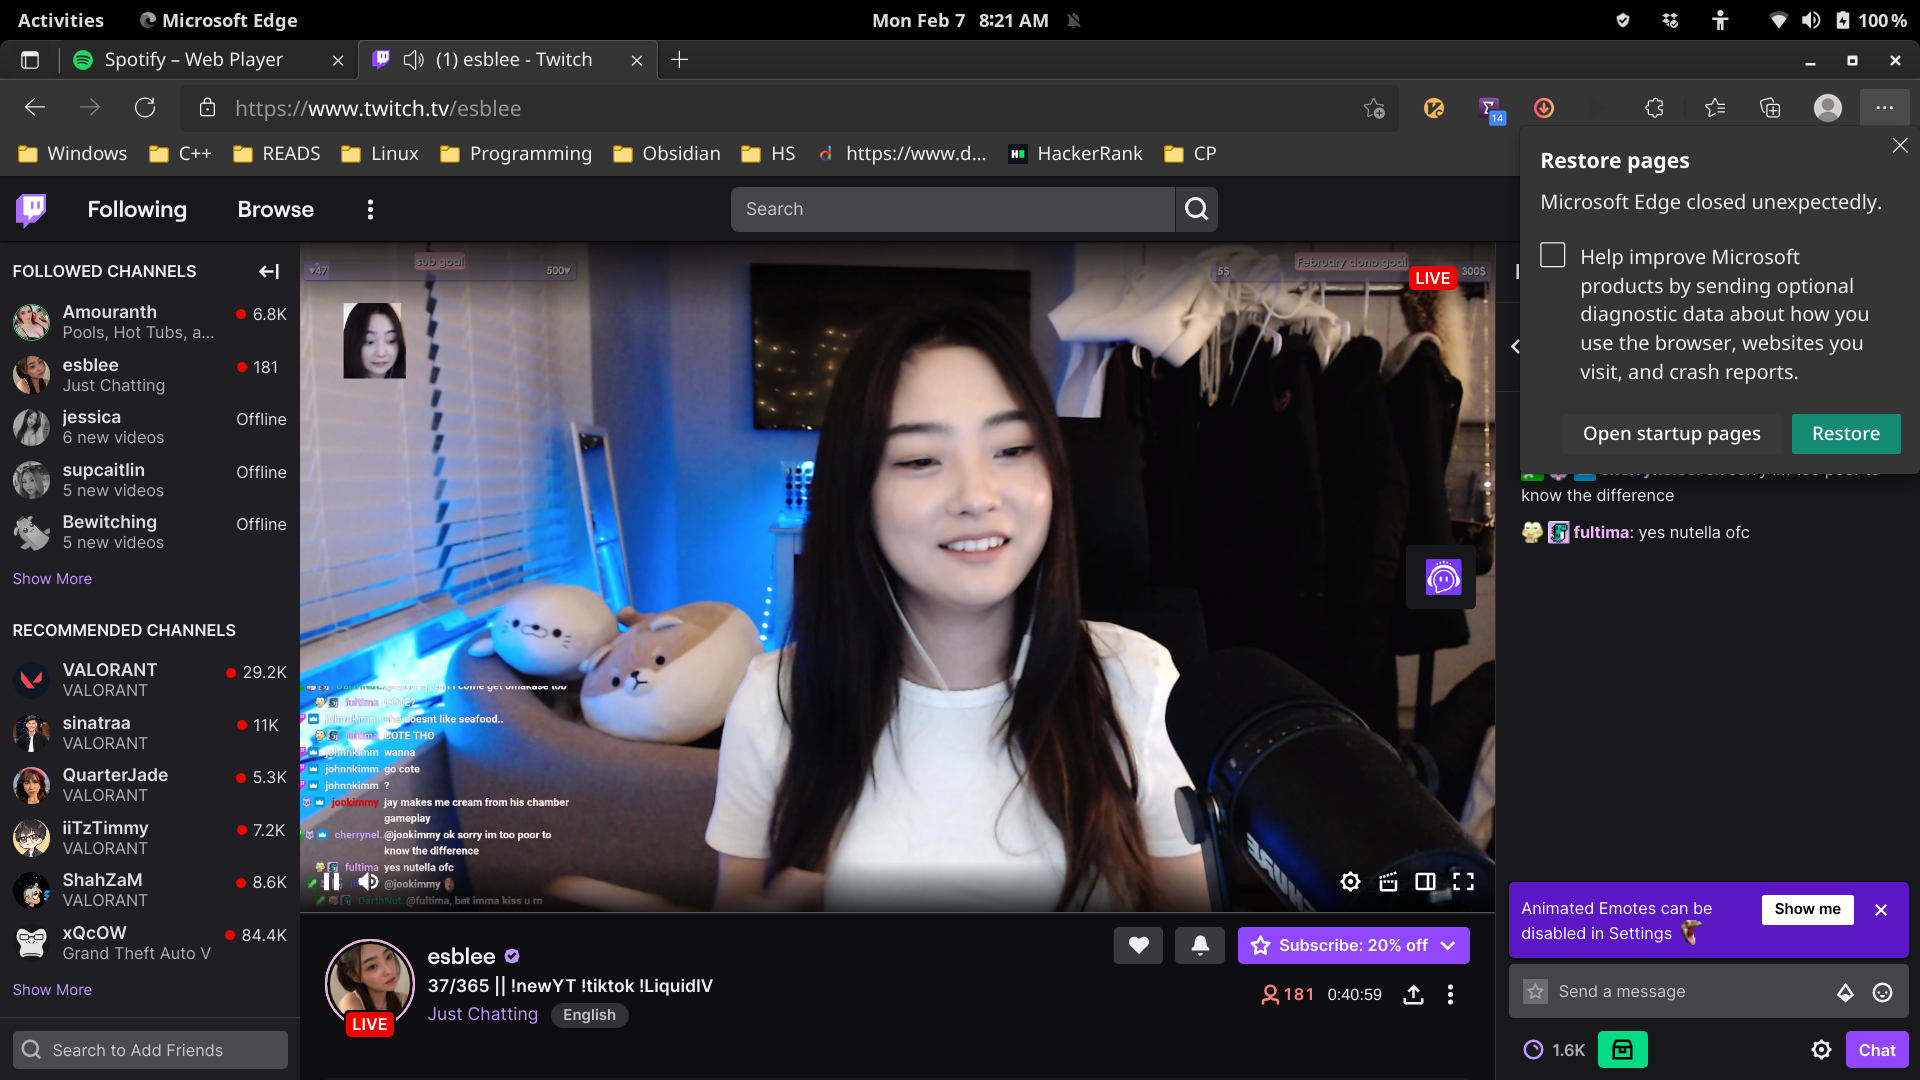 Activities
Microsoft Edge
Mon Feb 7 8:21 AM
100 %
Spotify – Web Player
(1) esblee - Twitch
https://www.twitch.tv/esblee
14
Windows
C++
READS
Linux
Programming
Obsidian
HS
https://www.d...
HackerRank
CP
Following
Browse
Search
Restore pages
Microsoft Edge closed unexpectedly.
Help improve Microsoft
products by sending optional
diagnostic data about how you
use the browser, websites you
visit, and crash reports.
Open startup pages
Restore
FOLLOWED CHANNELS
Amouranth
6.8K
Pools, Hot Tubs, a...
esblee
181
Just Chatting
jessica
Offline
6 new videos
supcaitlin
Offline
5 new videos
Bewitching
Offline
5 new videos
Show More
RECOMMENDED CHANNELS
VALORANT
29.2K
VALORANT
sinatraa
11K
VALORANT
QuarterJade
5.3K
VALORANT
iiTzTimmy
7.2K
VALORANT
ShahZaM
8.6K
VALORANT
xQcOW
84.4K
Grand Theft Auto V
Show More
Search to Add Friends
sub goal
♥47
500♥
February dono goal
5$
300$
LIVE
fultima
johnnkimm she doesnt like seafood..
fultima COTE THO
johnnkimm wanna
johnnkimm go cote
johnnkimm ?
jookimmy jay makes me cream from his chamber
gameplay
cherrynel.. @jookimmy ok sorry im too poor to
know the difference
fultima yes nutella ofc
@jookimmy
DarthNut.. @fultima, bet imma kiss u rn
know the difference
fultima: yes nutella ofc
esblee
37/365 || !newYT !tiktok !LiquidIV
Just Chatting
English
LIVE
Subscribe: 20% off
181
0:40:59
Animated Emotes can be
disabled in Settings
Show me
Send a message
1.6K
Chat